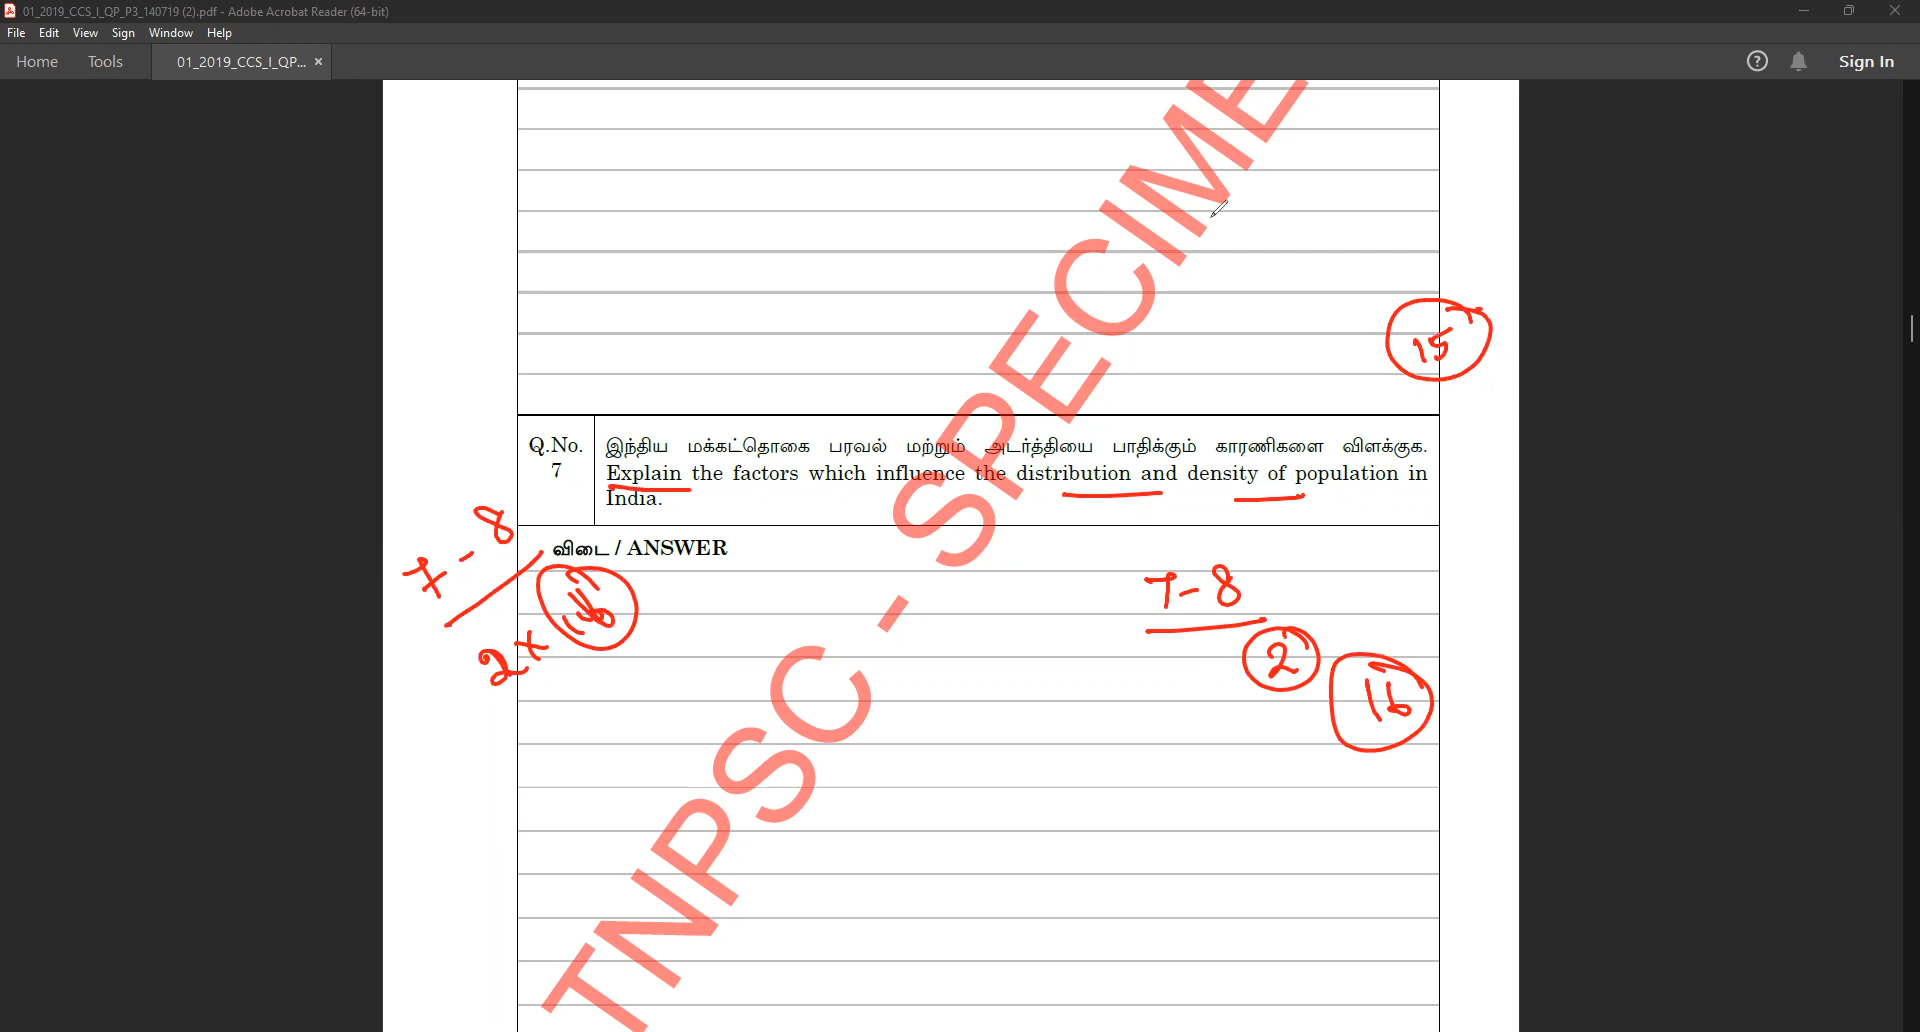 01_2019_CCS_I_QP_P3_140719 (2).pdf - Adobe Acrobat Reader (64-bit)
File Edit View Sign Window Help
Home Tools 01_2019_CCS_I_QP... × ? Sign In
15
Q.No. 7
இந்திய மக்கட்தொகை பரவல் மற்றும் அடர்த்தியை பாதிக்கும் காரணிகளை விளக்குக.
Explain the factors which influence the distribution and density of population in
India.
விடை / ANSWER
7-8
2x
7-8
2
16
TNPSC - SPECIME